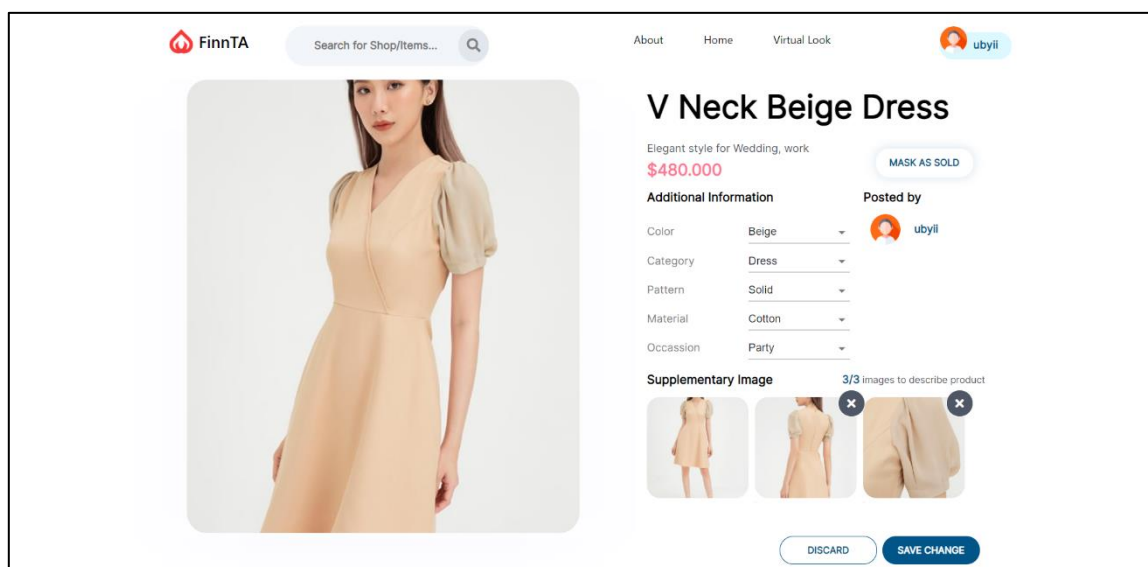 FinnTA
Search for Shop/Items...
About Home Virtual Look
ubyii
V Neck Beige Dress
Elegant style for Wedding, work
$480.000
MASK AS SOLD
Additional Information
Posted by
ubyii
Color Beige
Category Dress
Pattern Solid
Material Cotton
Occassion Party
Supplementary Image
3/3 images to describe product
DISCARD
SAVE CHANGE